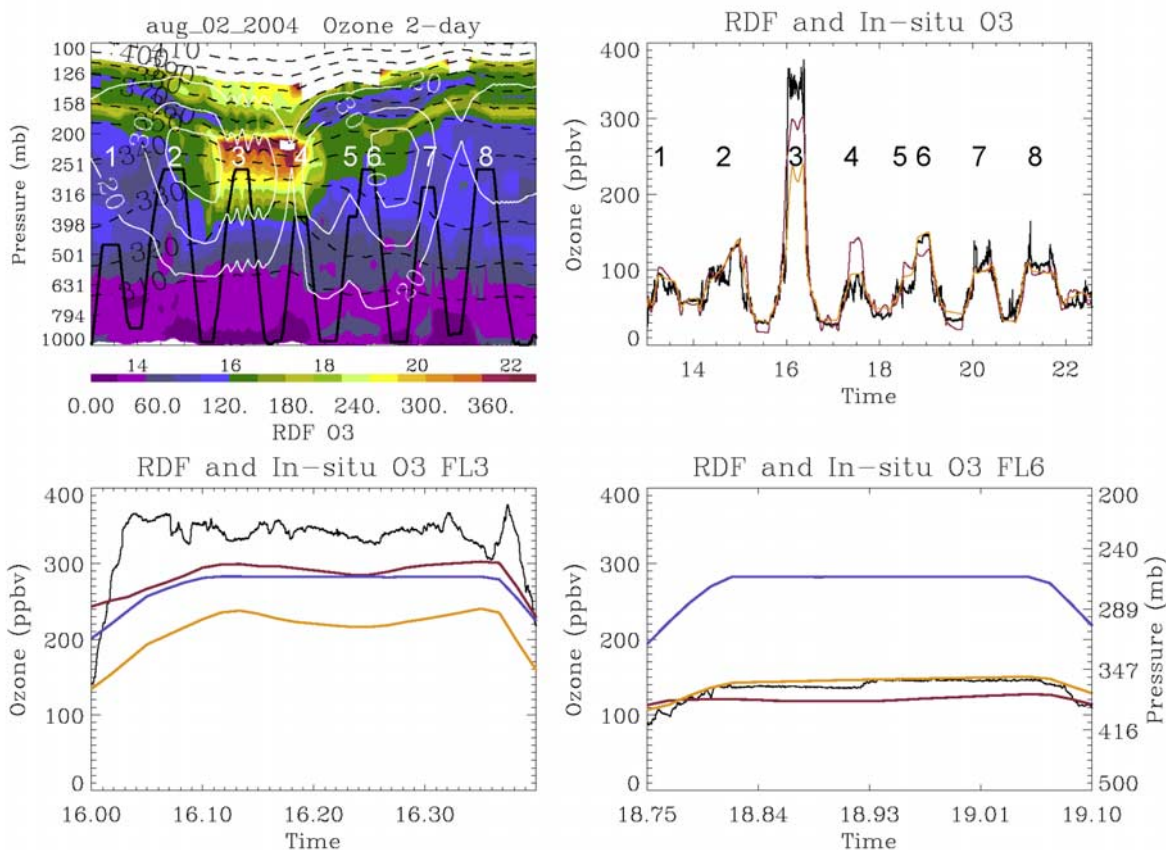 aug_02_2004 Ozone 2-day
Pressure (mb)
100
126
158
200
251
316
398
501
631
794
1000
1 2 3 4 5 6 7 8
14 16 18 20 22
0.00 60.0 120. 180. 240. 300. 360.
RDF O3
RDF and In-situ O3
Ozone (ppbv)
400
300
200
100
0
1 2 3 4 5 6 7 8
14 16 18 20 22
Time
RDF and In-situ O3 FL3
Ozone (ppbv)
400
300
200
100
0
16.00 16.10 16.20 16.30
Time
RDF and In-situ O3 FL6
Ozone (ppbv)
400
300
200
100
0
200
240
289
347
416
500
Pressure (mb)
18.75 18.84 18.93 19.01 19.10
Time